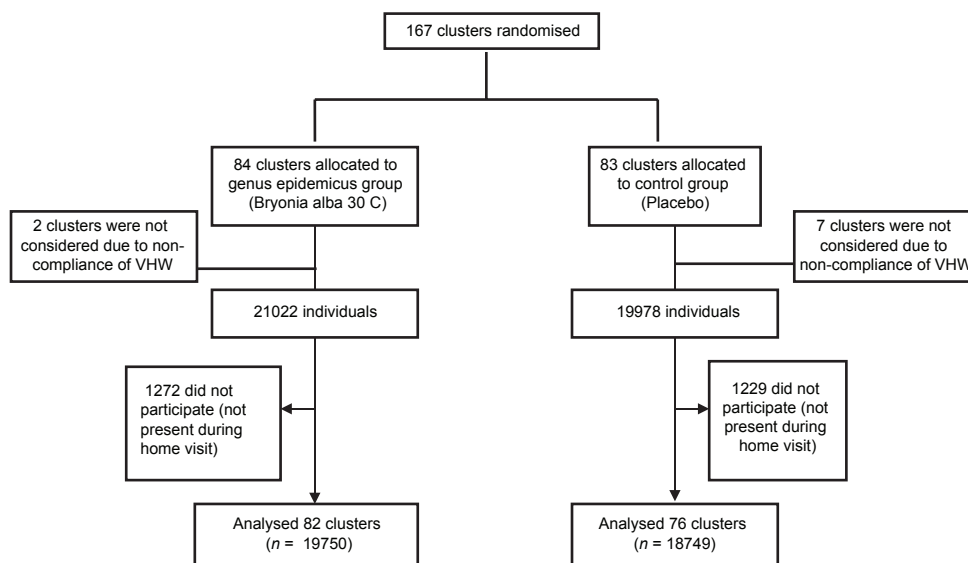 167 clusters randomised
84 clusters allocated to
genus epidemicus group
(Bryonia alba 30 C)
83 clusters allocated
to control group
(Placebo)
2 clusters were not
considered due to non-
compliance of VHW
7 clusters were not
considered due to
non-compliance of VHW
21022 individuals
19978 individuals
1272 did not
participate (not
present during
home visit)
1229 did not
participate (not
present during
home visit)
Analysed 82 clusters
(n = 19750)
Analysed 76 clusters
(n = 18749)